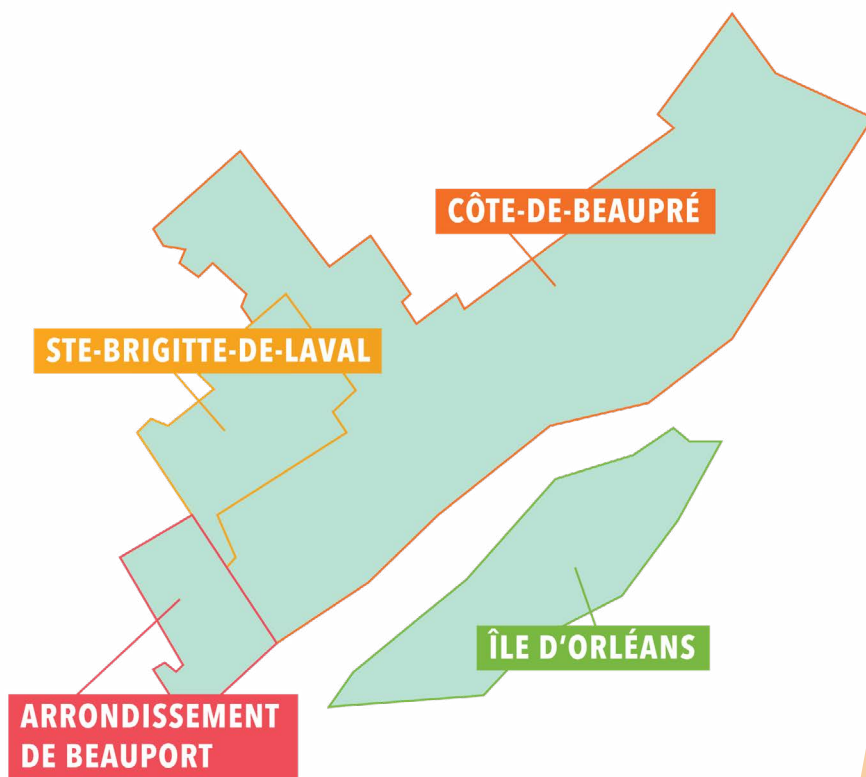 CÔTE-DE-BEAUPRÉ
STE-BRIGITTE-DE-LAVAL
ÎLE D'ORLÉANS
ARRONDISSEMENT
DE BEAUPORT